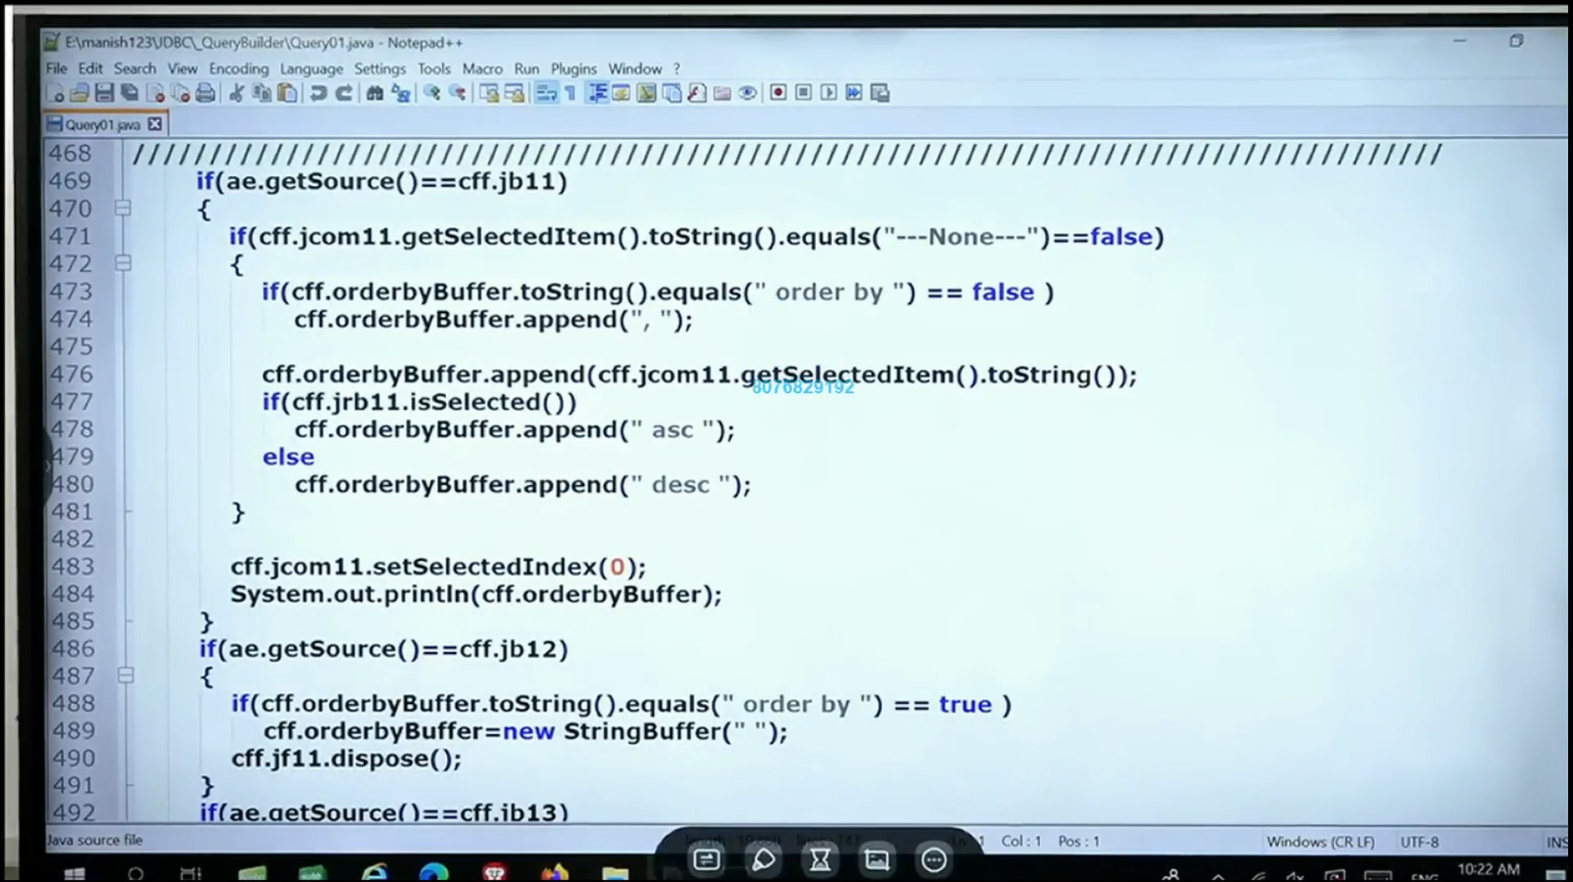 E:\manish123\JDBC\_QueryBuilder\Query01.java - Notepad++
File Edit Search View Encoding Language Settings Tools Macro Run Plugins Window ?
Query01.java
468 ////////////////////////////////////////////////////////////////////////////////////
469 if(ae.getSource()==cff.jb11)
470 {
471 if(cff.jcom11.getSelectedItem().toString().equals("---None---")==false)
472 {
473 if(cff.orderbyBuffer.toString().equals(" order by ") == false )
474 cff.orderbyBuffer.append(", ");
475
476 cff.orderbyBuffer.append(cff.jcom11.getSelectedItem().toString());
8076829192
477 if(cff.jrb11.isSelected())
478 cff.orderbyBuffer.append(" asc ");
479 else
480 cff.orderbyBuffer.append(" desc ");
481 }
482
483 cff.jcom11.setSelectedIndex(0);
484 System.out.println(cff.orderbyBuffer);
485 }
486 if(ae.getSource()==cff.jb12)
487 {
488 if(cff.orderbyBuffer.toString().equals(" order by ") == true )
489 cff.orderbyBuffer=new StringBuffer(" ");
490 cff.jf11.dispose();
491 }
492 if(ae.getSource()==cff.jb13)
Java source file Col : 1 Pos : 1 Windows (CR LF) UTF-8 INS
ENG 10:22 AM